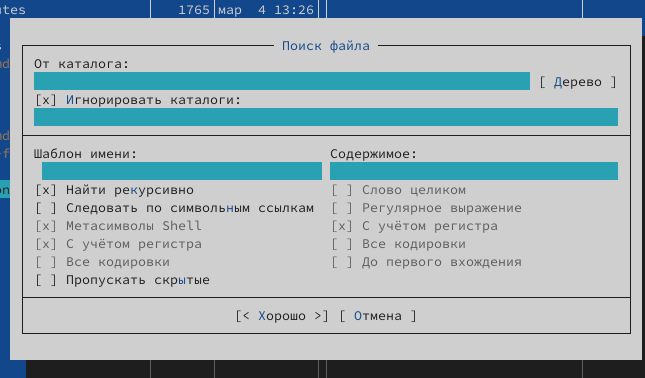 utes 1765 мар 4 13:26
Поиск файла
От каталога:
[ Дерево ]
[x] Игнорировать каталоги:
Шаблон имени: Содержимое:
[x] Найти рекурсивно [ ] Слово целиком
[ ] Следовать по символьным ссылкам [ ] Регулярное выражение
[x] Метасимволы Shell [x] С учётом регистра
[x] С учётом регистра [ ] Все кодировки
[ ] Все кодировки [ ] До первого вхождения
[ ] Пропускать скрытые
[< Хорошо >] [ Отмена ]